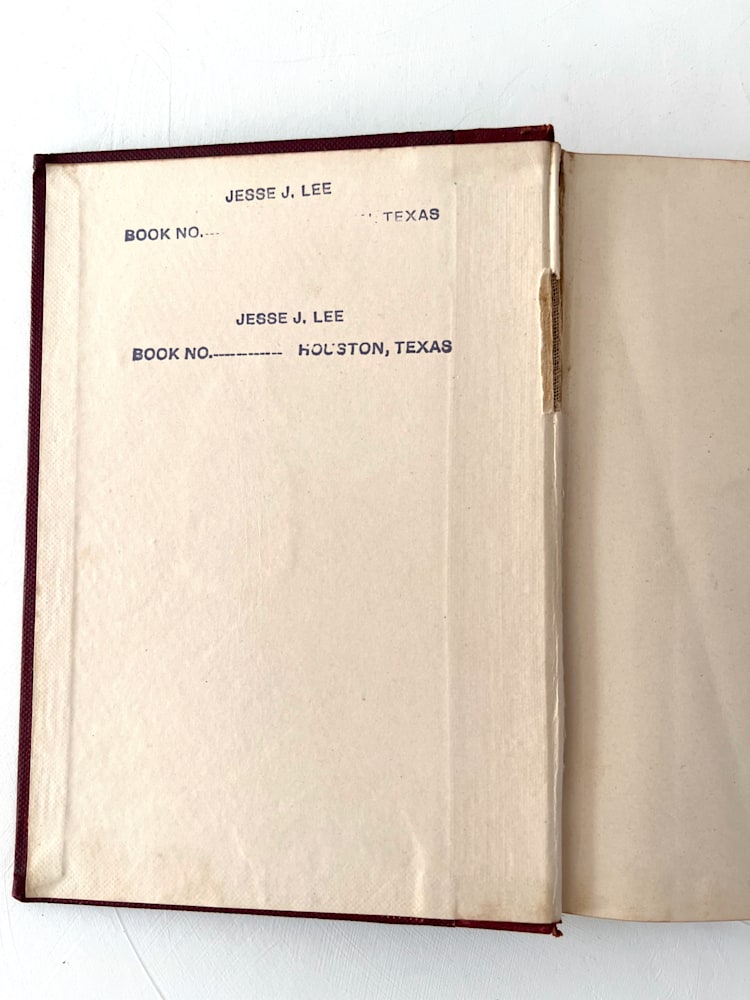 JESSE J. LEE
BOOK NO.--- TEXAS
JESSE J. LEE
BOOK NO.------------ HOUSTON, TEXAS